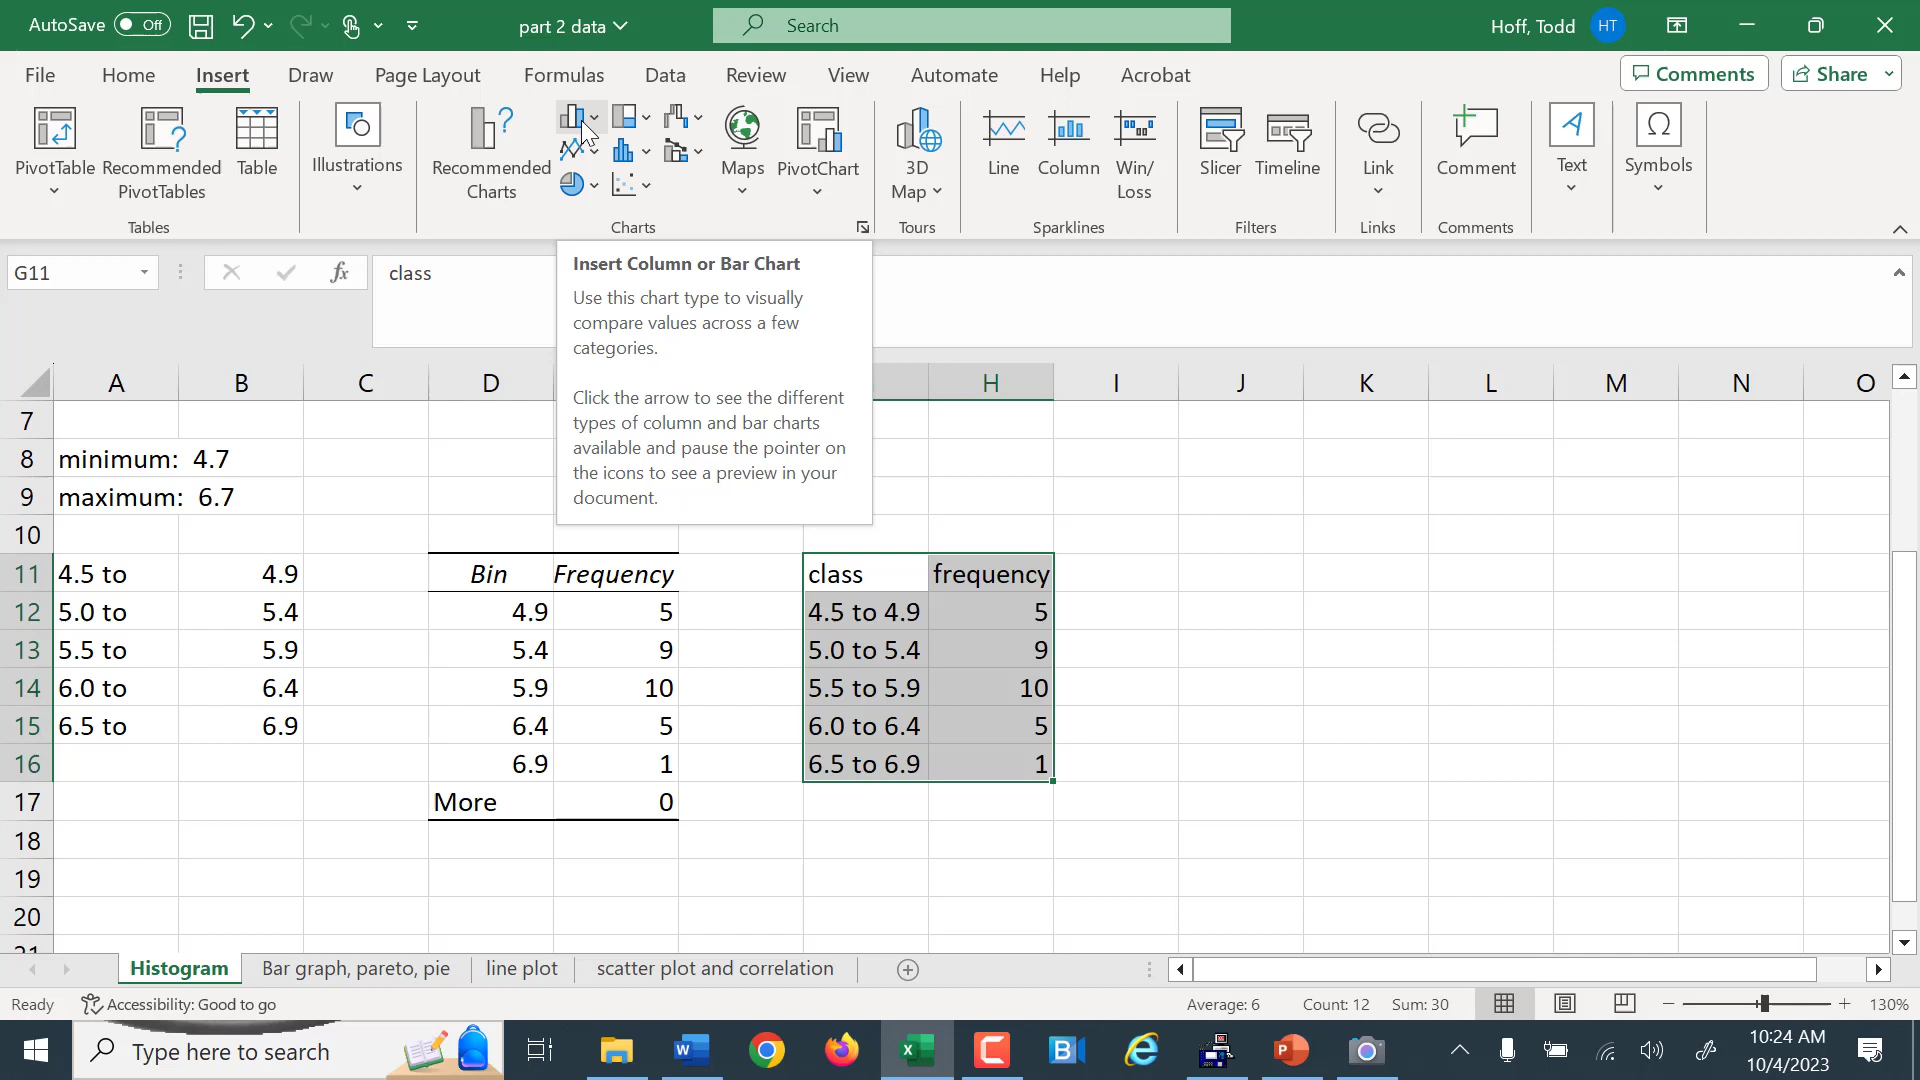 AutoSave Off part 2 data Search Hoff, Todd HT
File Home Insert Draw Page Layout Formulas Data Review View Automate Help Acrobat Comments Share
PivotTable Recommended PivotTables Table Illustrations Recommended Charts Maps PivotChart 3D Map Line Column Win/Loss Slicer Timeline Link Comment Text Symbols
Tables Charts Tours Sparklines Filters Links Comments
G11 fx class
Insert Column or Bar Chart
Use this chart type to visually
compare values across a few
categories.
Click the arrow to see the different
types of column and bar charts
available and pause the pointer on
the icons to see a preview in your
document.
A B C D H I J K L M N O
7
8 minimum: 4.7
9 maximum: 6.7
10
11 4.5 to 4.9 Bin Frequency class frequency
12 5.0 to 5.4 4.9 5 4.5 to 4.9 5
13 5.5 to 5.9 5.4 9 5.0 to 5.4 9
14 6.0 to 6.4 5.9 10 5.5 to 5.9 10
15 6.5 to 6.9 6.4 5 6.0 to 6.4 5
16 6.9 1 6.5 to 6.9 1
17 More 0
18
19
20
21
Histogram Bar graph, pareto, pie line plot scatter plot and correlation
Ready Accessibility: Good to go Average: 6 Count: 12 Sum: 30 130%
Type here to search 10:24 AM
10/4/2023